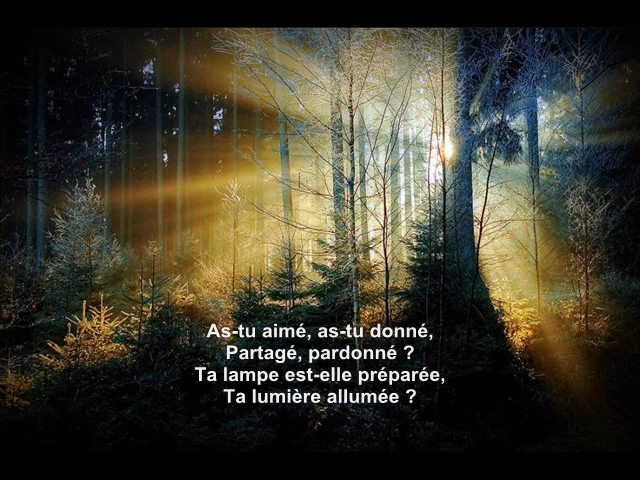 As-tu aimé, as-tu donné,
Partagé, pardonné ?
Ta lampe est-elle préparée,
Ta lumière allumée ?